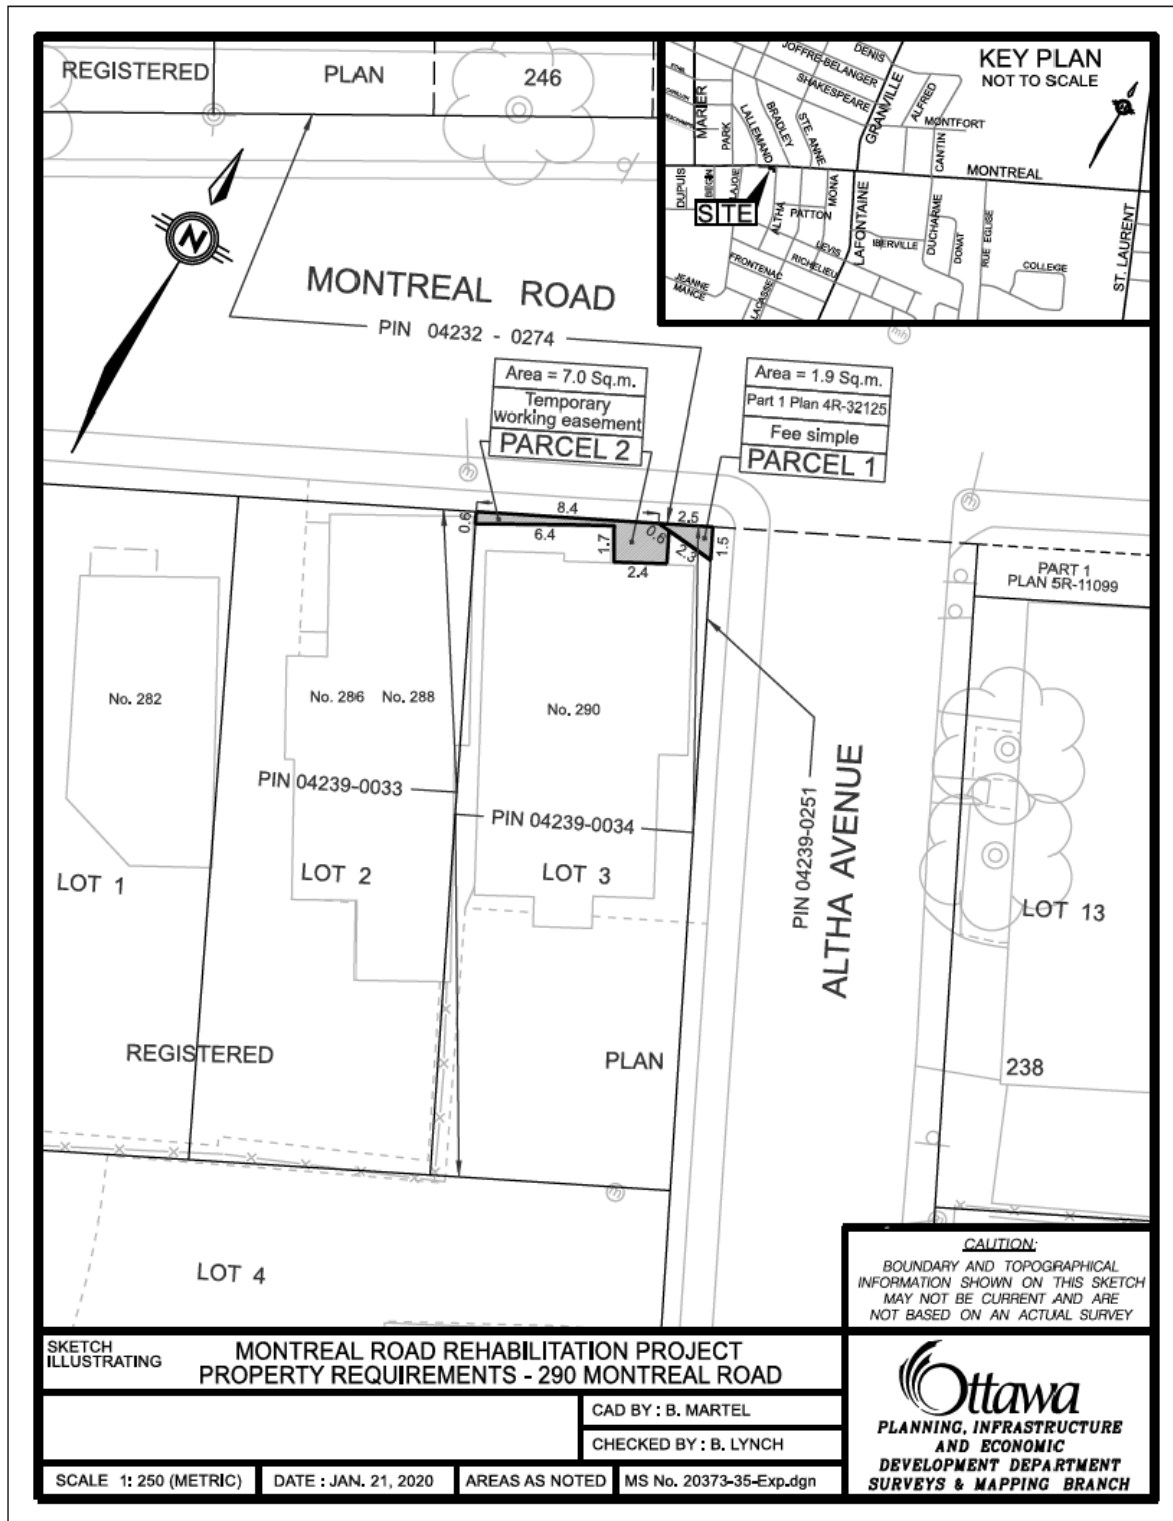 REGISTERED PLAN 246
KEY PLAN
NOT TO SCALE
JOFFRE-BELANGER
DENIS
SHAKESPEARE
GRANVILLE
ALFRED
MONTFORT
CANTIN
MARIER
PARK
LALLEMAND
BRADLEY
STE. ANNE
MONTREAL
DUPUIS
BEGIN
LAJOIE
ALTHA
MONA
PATTON
SITE
LAFONTAINE
LEVIS
IBERVILLE
DUCHARME
DONAT
RUE EGLISE
COLLEGE
ST. LAURENT
FRONTENAC
RICHELIEU
JEANNE
MANCE
LACASSE
N
MONTREAL ROAD
PIN 04232 - 0274
mh
Area = 7.0 Sq.m.
Temporary
working easement
PARCEL 2
Area = 1.9 Sq.m.
Part 1 Plan 4R-32125
Fee simple
PARCEL 1
8.4
2.5
0.6
6.4
1.7
2.4
0.6
2.3
1.5
PART 1
PLAN 5R-11099
No. 282
No. 286 No. 288
No. 290
PIN 04239-0033
PIN 04239-0034
PIN 04239-0251
ALTHA AVENUE
LOT 1
LOT 2
LOT 3
LOT 13
REGISTERED PLAN 238
LOT 4
CAUTION:
BOUNDARY AND TOPOGRAPHICAL
INFORMATION SHOWN ON THIS SKETCH
MAY NOT BE CURRENT AND ARE
NOT BASED ON AN ACTUAL SURVEY
SKETCH
ILLUSTRATING
MONTREAL ROAD REHABILITATION PROJECT
PROPERTY REQUIREMENTS - 290 MONTREAL ROAD
CAD BY : B. MARTEL
CHECKED BY : B. LYNCH
SCALE 1: 250 (METRIC)
DATE : JAN. 21, 2020
AREAS AS NOTED
MS No. 20373-35-Exp.dgn
Ottawa
PLANNING, INFRASTRUCTURE
AND ECONOMIC
DEVELOPMENT DEPARTMENT
SURVEYS & MAPPING BRANCH